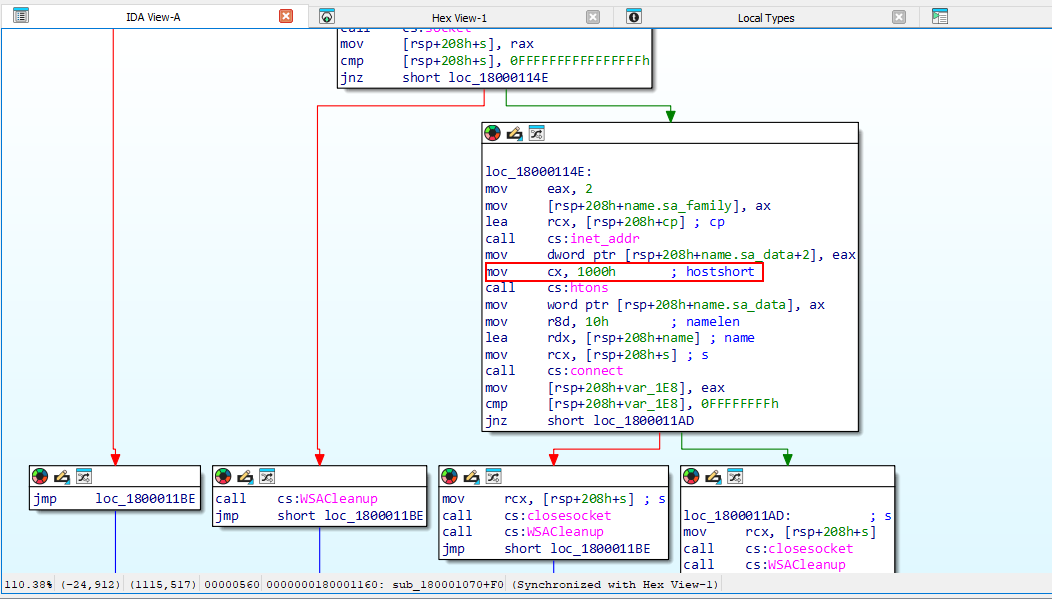 IDA View-A
Hex View-1
Local Types
call cs:socket
mov [rsp+208h+s], rax
cmp [rsp+208h+s], 0FFFFFFFFFFFFFFFFh
jnz short loc_18000114E
loc_18000114E:
mov eax, 2
mov [rsp+208h+name.sa_family], ax
lea rcx, [rsp+208h+cp] ; cp
call cs:inet_addr
mov dword ptr [rsp+208h+name.sa_data+2], eax
mov cx, 1000h ; hostshort
call cs:htons
mov word ptr [rsp+208h+name.sa_data], ax
mov r8d, 10h ; namelen
lea rdx, [rsp+208h+name] ; name
mov rcx, [rsp+208h+s] ; s
call cs:connect
mov [rsp+208h+var_1E8], eax
cmp [rsp+208h+var_1E8], 0FFFFFFFFh
jnz short loc_1800011AD
jmp loc_1800011BE
call cs:WSACleanup
jmp short loc_1800011BE
mov rcx, [rsp+208h+s] ; s
call cs:closesocket
call cs:WSACleanup
jmp short loc_1800011BE
loc_1800011AD: ; s
mov rcx, [rsp+208h+s]
call cs:closesocket
call cs:WSACleanup
110.38% (-24,912) (1115,517) 00000560 0000000180001160: sub_180001070+F0 (Synchronized with Hex View-1)